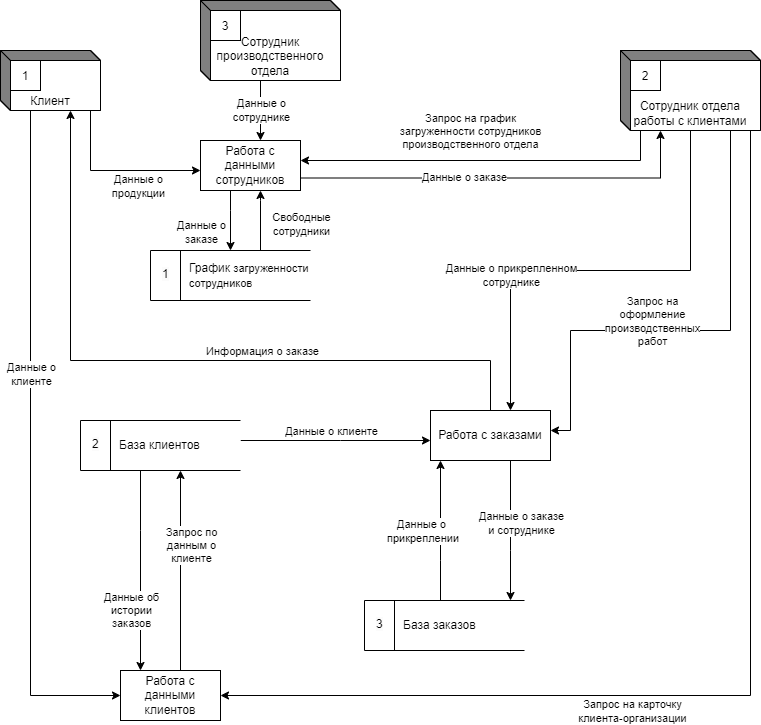 3
Сотрудник
производственного
отдела
1
Клиент
2
Сотрудник отдела
работы с клиентами
Данные о
сотруднике
Запрос на график
загруженности сотрудников
производственного отдела
Работа с
данными
сотрудников
Данные о
продукции
Данные о заказе
Данные о
заказе
Свободные
сотрудники
1
График загруженности
сотрудников
Данные о прикрепленном
сотруднике
Запрос на
оформление
производственных
работ
Информация о заказе
Данные о
клиенте
2
База клиентов
Данные о клиенте
Работа с заказами
Данные о
прикреплении
Данные о заказе
и сотруднике
Запрос по
данным о
клиенте
Данные об
истории
заказов
3
База заказов
Работа с
данными
клиентов
Запрос на карточку
клиента-организации